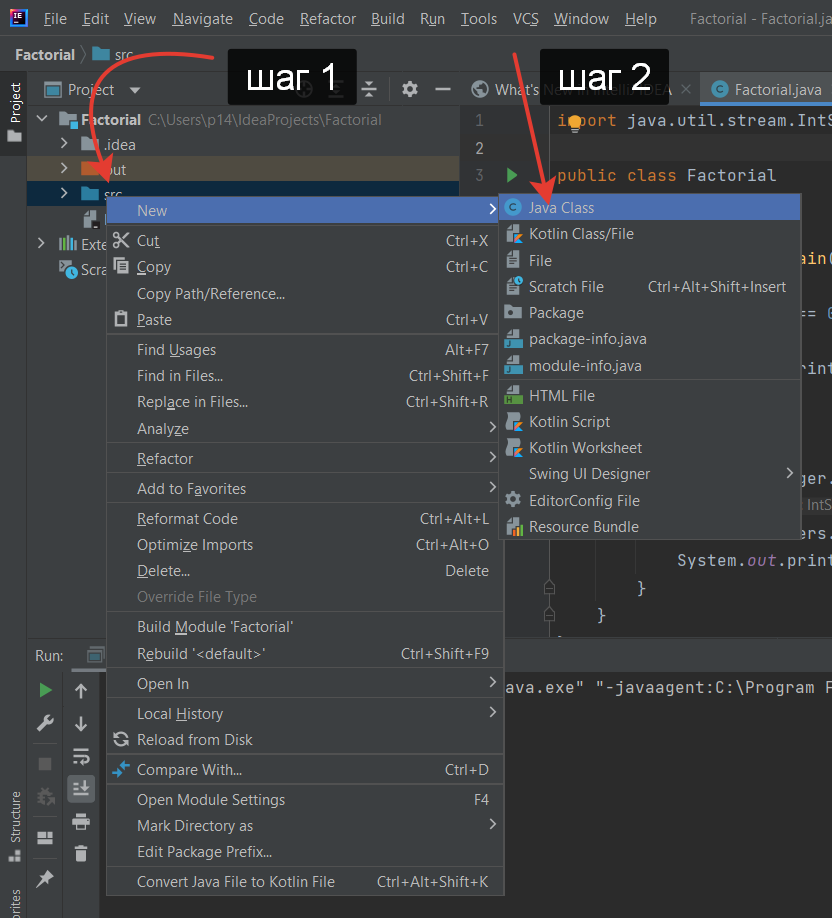 File Edit View Navigate Code Refactor Build Run Tools VCS Window Help Factorial - Factorial.ja
Factorial src
Project
шаг 1
What's
шаг 2
Factorial.java
Project
Factorial C:\Users\p14\IdeaProjects\Factorial
.idea
out
src
Exte
Scra
1 import java.util.stream.IntS
2
3 public class Factorial
New
Cut Ctrl+X
Copy Ctrl+C
Copy Path/Reference...
Paste Ctrl+V
Find Usages Alt+F7
Find in Files... Ctrl+Shift+F
Replace in Files... Ctrl+Shift+R
Analyze
Refactor
Add to Favorites
Reformat Code Ctrl+Alt+L
Optimize Imports Ctrl+Alt+O
Delete... Delete
Override File Type
Build Module 'Factorial'
Rebuild '<default>' Ctrl+Shift+F9
Open In
Local History
Reload from Disk
Compare With... Ctrl+D
Open Module Settings F4
Mark Directory as
Edit Package Prefix...
Convert Java File to Kotlin File Ctrl+Alt+Shift+K
Java Class
Kotlin Class/File
File
Scratch File Ctrl+Alt+Shift+Insert
Package
package-info.java
module-info.java
HTML File
Kotlin Script
Kotlin Worksheet
Swing UI Designer
EditorConfig File
Resource Bundle
ain(
== 0
rint
ger.
IntS
ers.
System.out.print
}
}
Run:
ava.exe" "-javaagent:C:\Program F
Structure
rites